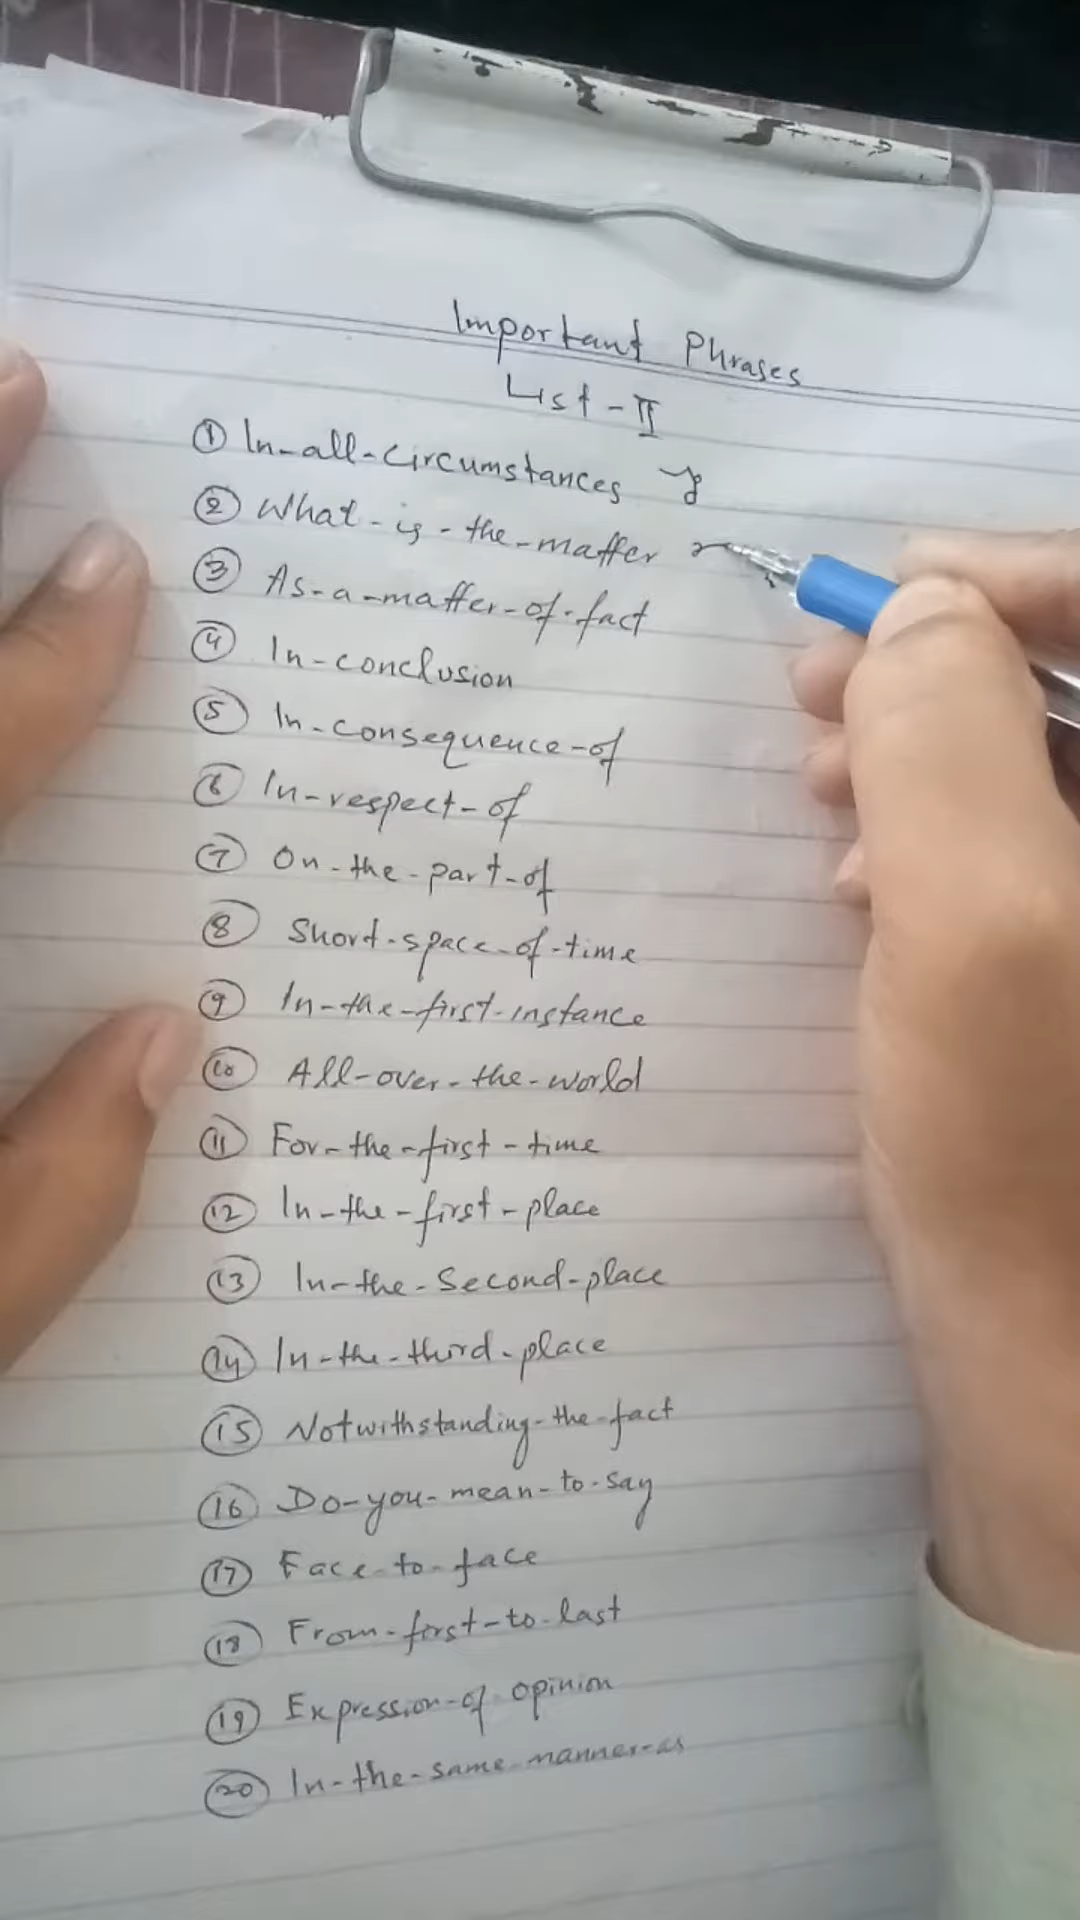 Important Phrases
List-II
① In-all-circumstances
② What-is-the-matter
③ As-a-matter-of-fact
④ In-conclusion
⑤ In-consequence-of
⑥ In-respect-of
⑦ On-the-part-of
⑧ Short-space-of-time
⑨ In-the-first-instance
⑩ All-over-the-world
⑪ For-the-first-time
⑫ In-the-first-place
⑬ In-the-Second-place
⑭ In-the-third-place
⑮ Notwithstanding-the-fact
⑯ Do-you-mean-to-say
⑰ Face-to-face
⑱ From-first-to-last
⑲ Expression-of-opinion
⑳ In-the-same-manner-as